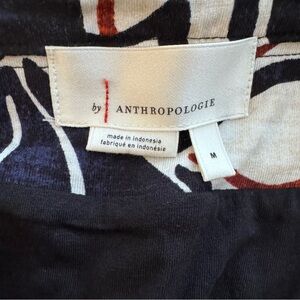 by ANTHROPOLOGIE
made in indonesia
fabriqué en indonésie
M